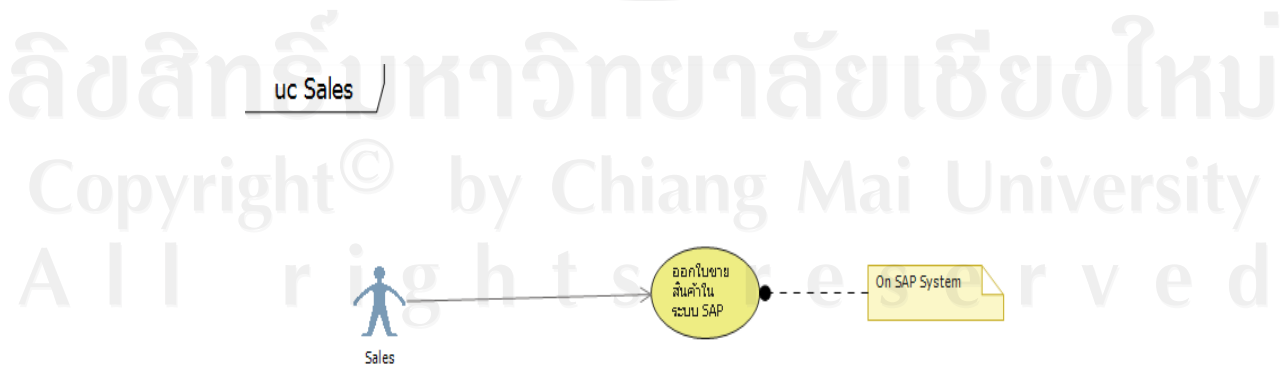 ลิขสิทธิ์มหาวิทยาลัยเชียงใหม่
uc Sales
Copyright© by Chiang Mai University
All rights reserved
ออกใบขาย
สินค้าใน
ระบบ SAP
On SAP System
Sales